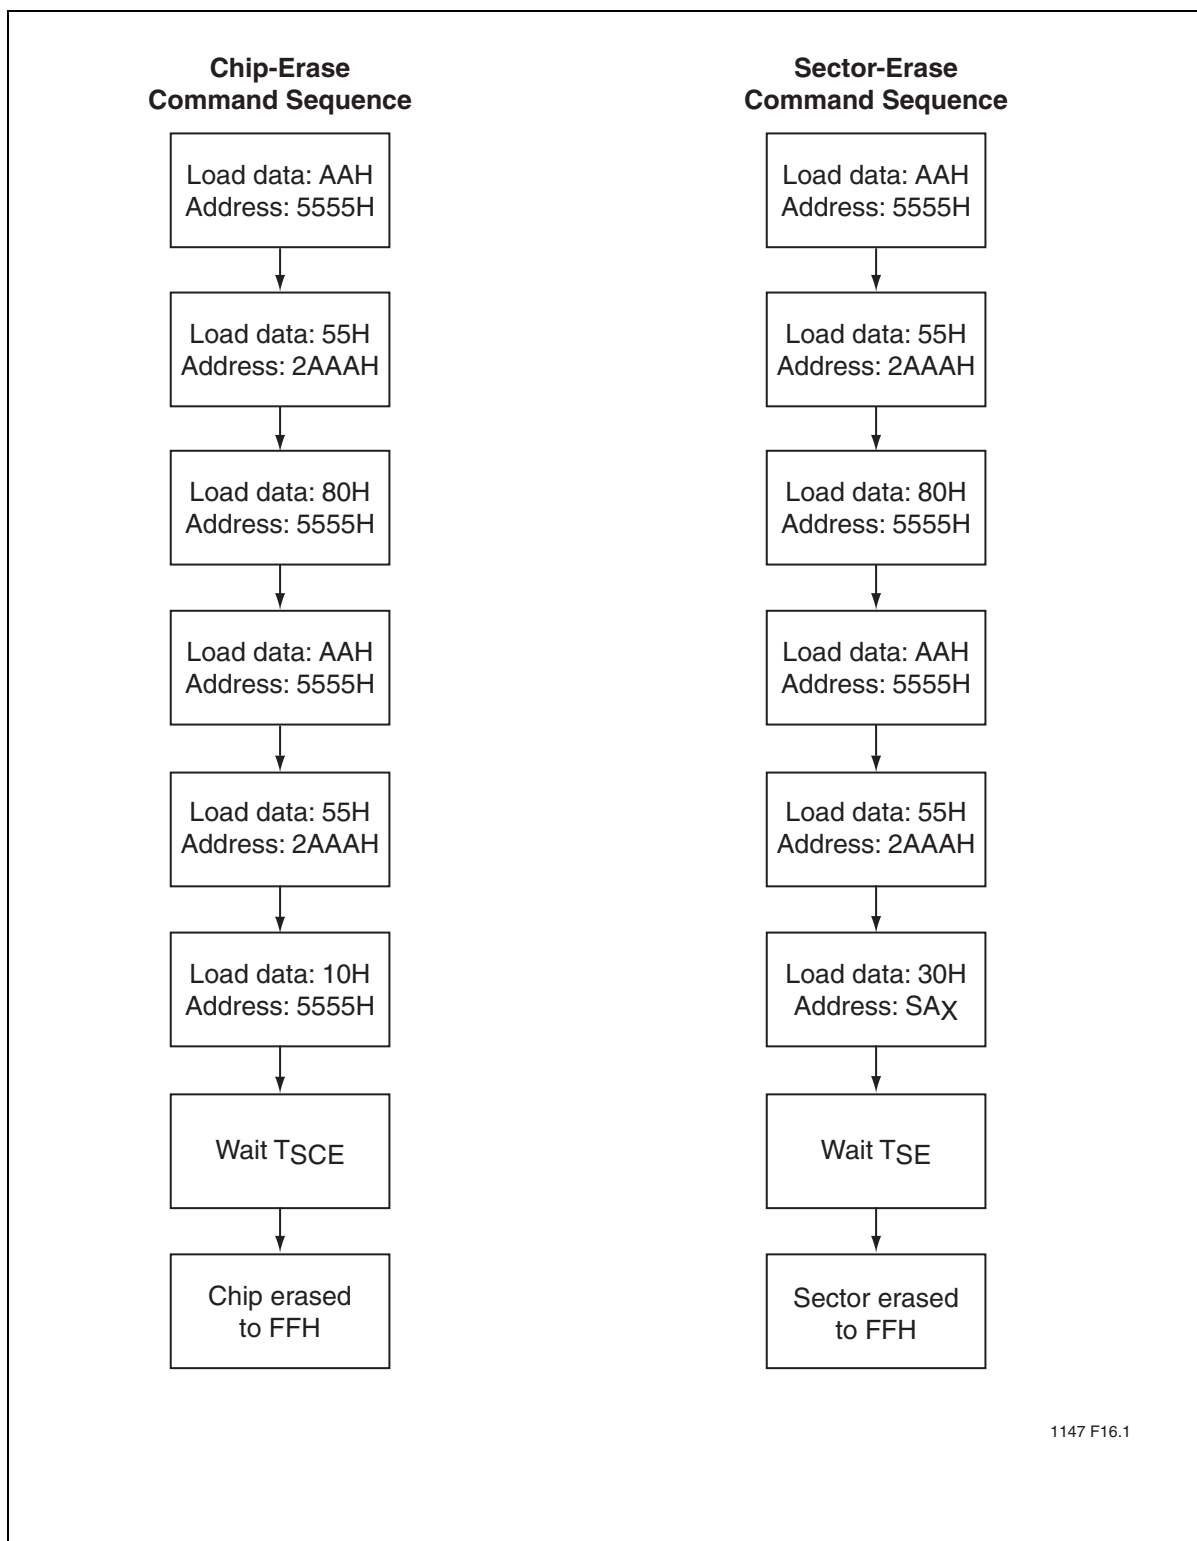 Chip-Erase
Command Sequence
Load data: AAH
Address: 5555H
Load data: 55H
Address: 2AAAH
Load data: 80H
Address: 5555H
Load data: AAH
Address: 5555H
Load data: 55H
Address: 2AAAH
Load data: 10H
Address: 5555H
Wait TSCE
Chip erased
to FFH
Sector-Erase
Command Sequence
Load data: AAH
Address: 5555H
Load data: 55H
Address: 2AAAH
Load data: 80H
Address: 5555H
Load data: AAH
Address: 5555H
Load data: 55H
Address: 2AAAH
Load data: 30H
Address: SAX
Wait TSE
Sector erased
to FFH
1147 F16.1